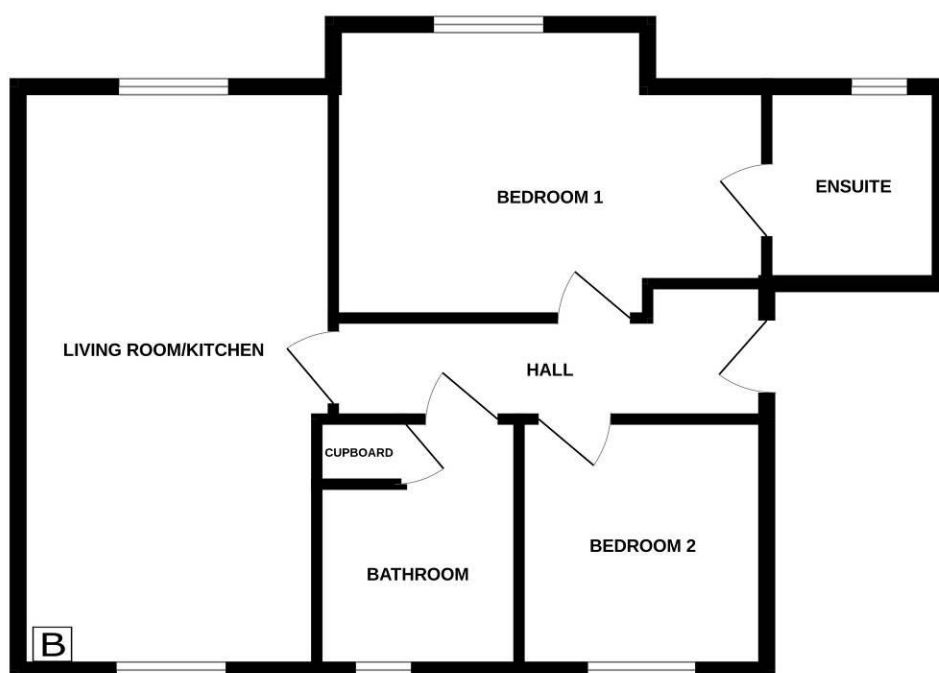 BEDROOM 1
ENSUITE
LIVING ROOM/KITCHEN
HALL
CUPBOARD
BEDROOM 2
BATHROOM
B